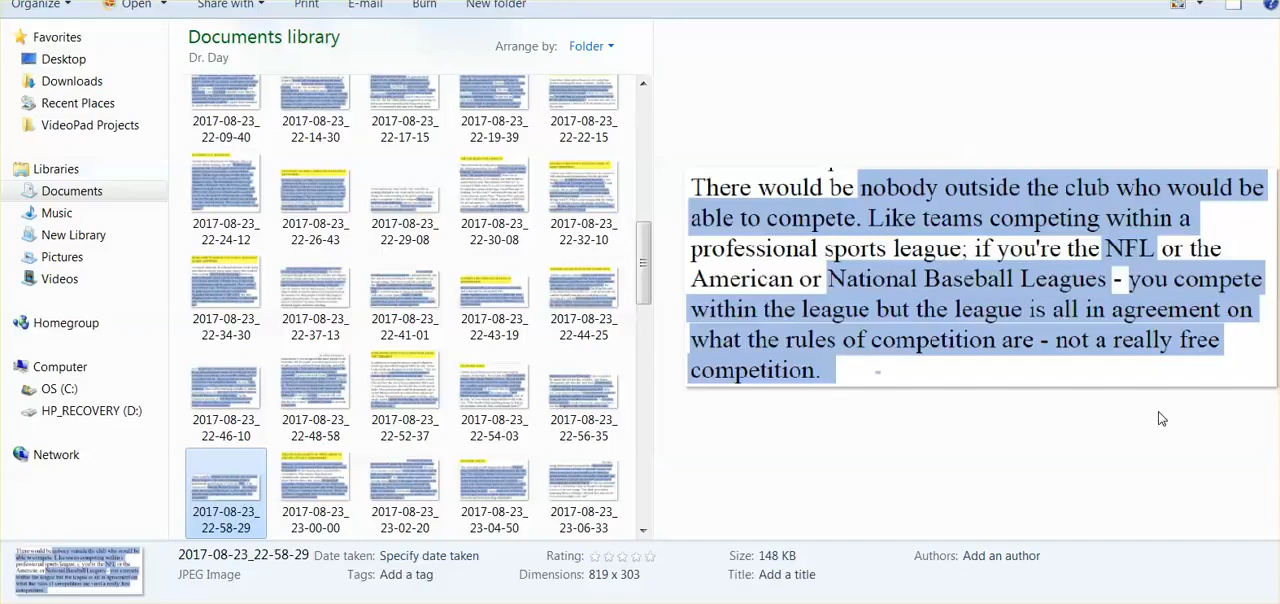 Organize
Open
Share with
Print
E-mail
Burn
New folder
Favorites
Desktop
Downloads
Recent Places
VideoPad Projects
Libraries
Documents
Music
New Library
Pictures
Videos
Homegroup
Computer
OS (C:)
HP_RECOVERY (D:)
Network
Documents library
Dr. Day
Arrange by: Folder
2017-08-23_ 2017-08-23_ 2017-08-23_ 2017-08-23_ 2017-08-23_
22-09-40 22-14-30 22-17-15 22-19-39 22-22-15
2017-08-23_ 2017-08-23_ 2017-08-23_ 2017-08-23_ 2017-08-23_
22-24-12 22-26-43 22-29-08 22-30-08 22-32-10
2017-08-23_ 2017-08-23_ 2017-08-23_ 2017-08-23_ 2017-08-23_
22-34-30 22-37-13 22-41-01 22-43-19 22-44-25
2017-08-23_ 2017-08-23_ 2017-08-23_ 2017-08-23_ 2017-08-23_
22-46-10 22-48-58 22-52-37 22-54-03 22-56-35
2017-08-23_ 2017-08-23_ 2017-08-23_ 2017-08-23_ 2017-08-23_
22-58-29 23-00-00 23-02-20 23-04-50 23-06-33
There would be nobody outside the club who would be
able to compete. Like teams competing within a
professional sports league; if you're the NFL or the
American or National Baseball Leagues - you compete
within the league but the league is all in agreement on
what the rules of competition are - not a really free
competition.
2017-08-23_22-58-29 Date taken: Specify date taken Rating: Size: 148 KB Authors: Add an author
JPEG Image Tags: Add a tag Dimensions: 819 x 303 Title: Add a title